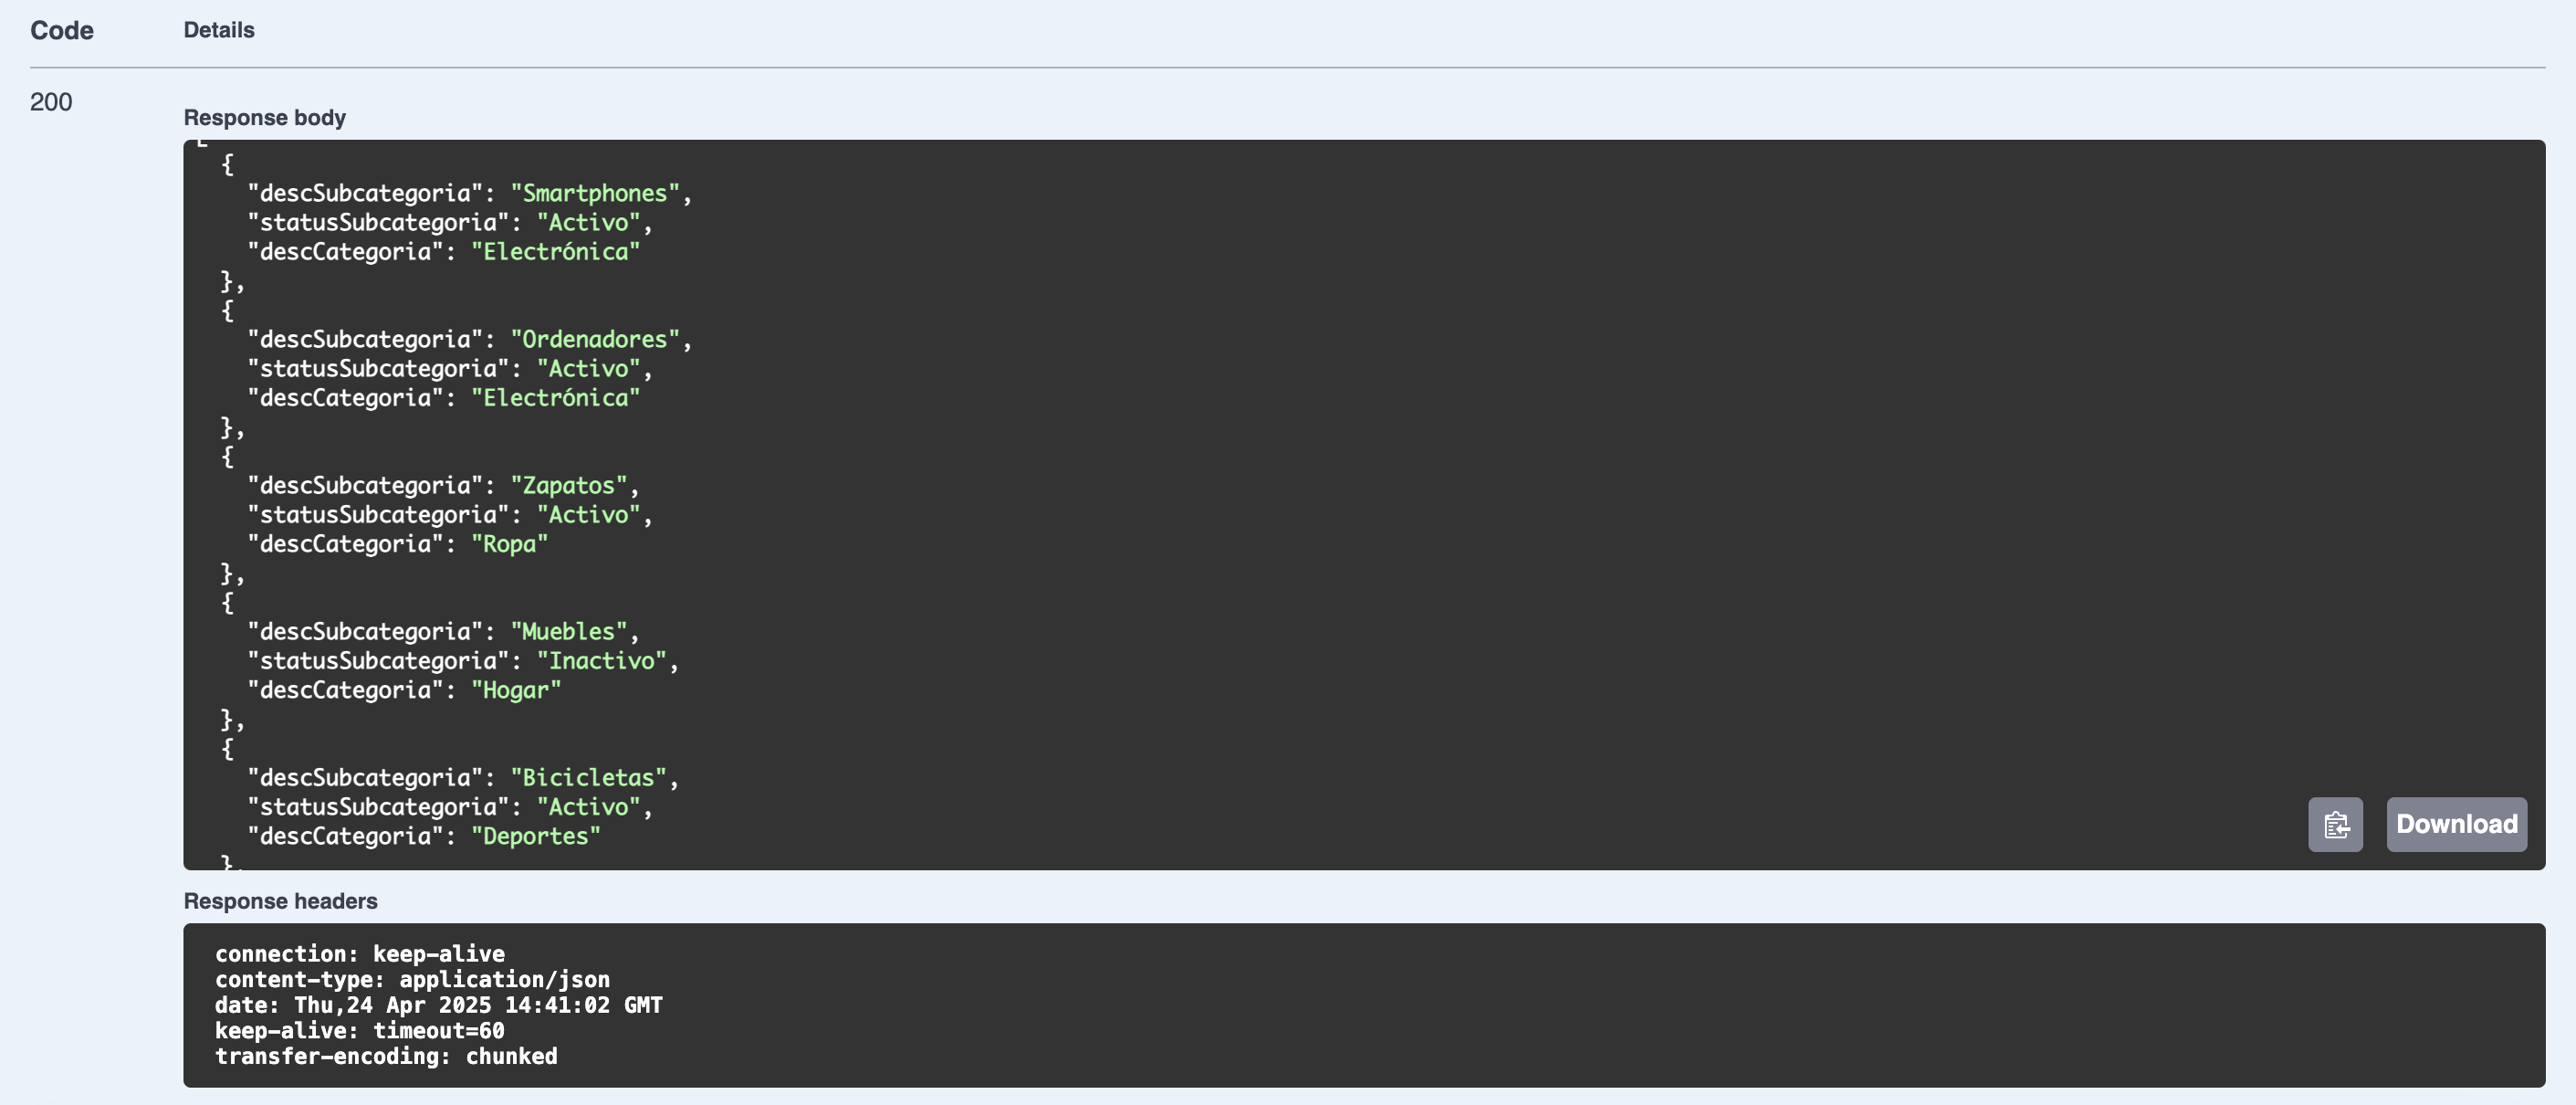 Code Details
200
Response body
[
  {
    "descSubcategoria": "Smartphones",
    "statusSubcategoria": "Activo",
    "descCategoria": "Electrónica"
  },
  {
    "descSubcategoria": "Ordenadores",
    "statusSubcategoria": "Activo",
    "descCategoria": "Electrónica"
  },
  {
    "descSubcategoria": "Zapatos",
    "statusSubcategoria": "Activo",
    "descCategoria": "Ropa"
  },
  {
    "descSubcategoria": "Muebles",
    "statusSubcategoria": "Inactivo",
    "descCategoria": "Hogar"
  },
  {
    "descSubcategoria": "Bicicletas",
    "statusSubcategoria": "Activo",
    "descCategoria": "Deportes"
  },
Download
Response headers
connection: keep-alive
content-type: application/json
date: Thu,24 Apr 2025 14:41:02 GMT
keep-alive: timeout=60
transfer-encoding: chunked